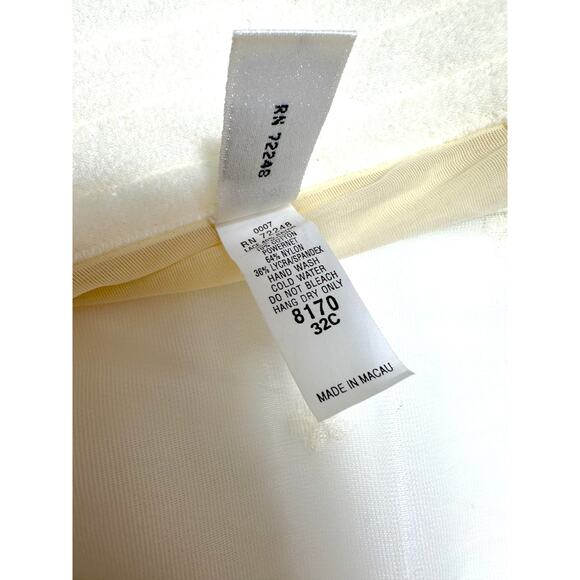 RN 72248
0007
RN 72248
COTTON
POWERNET
64% NYLON
36% LYCRA/SPANDEX
HAND WASH
COLD WATER
DO NOT BLEACH
HANG DRY ONLY
8170
32C
MADE IN MACAU